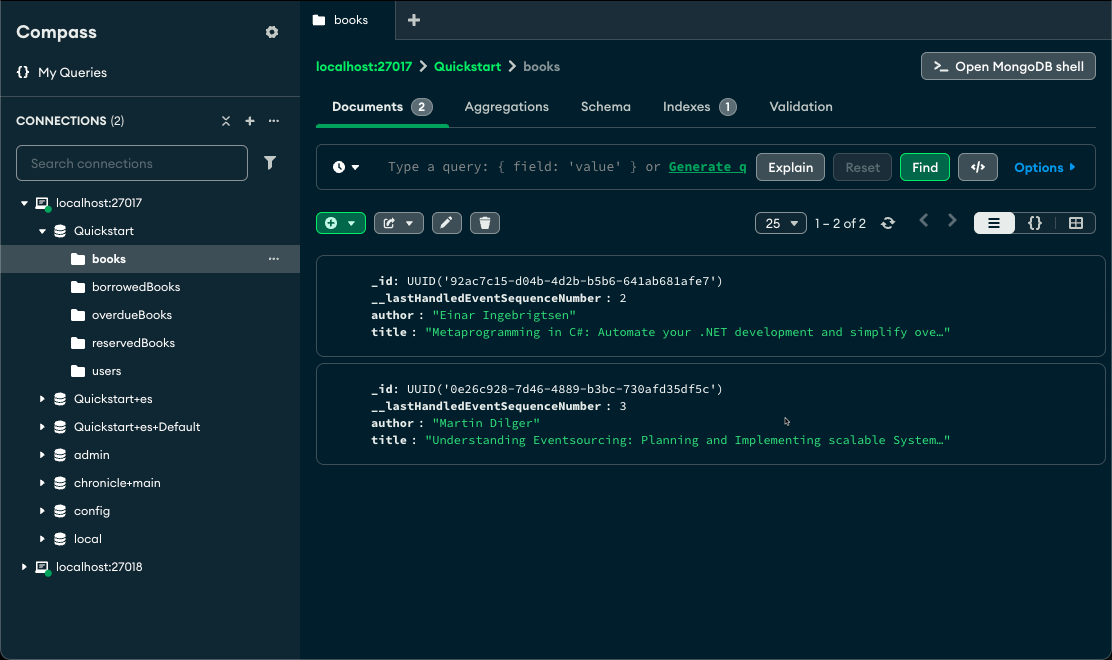 Compass
{} My Queries
CONNECTIONS (2)
Search connections
localhost:27017
Quickstart
books
borrowedBooks
overdueBooks
reservedBooks
users
Quickstart+es
Quickstart+es+Default
admin
chronicle+main
config
local
localhost:27018
books
localhost:27017 > Quickstart > books
>_ Open MongoDB shell
Documents 2 Aggregations Schema Indexes 1 Validation
Type a query: { field: 'value' } or Generate q Explain Reset Find </> Options
25 1 – 2 of 2 {}
_id: UUID('92ac7c15-d04b-4d2b-b5b6-641ab681afe7')
__lastHandledEventSequenceNumber : 2
author : "Einar Ingebrigtsen"
title : "Metaprogramming in C#: Automate your .NET development and simplify ove…"
_id: UUID('0e26c928-7d46-4889-b3bc-730afd35df5c')
__lastHandledEventSequenceNumber : 3
author : "Martin Dilger"
title : "Understanding Eventsourcing: Planning and Implementing scalable System…"